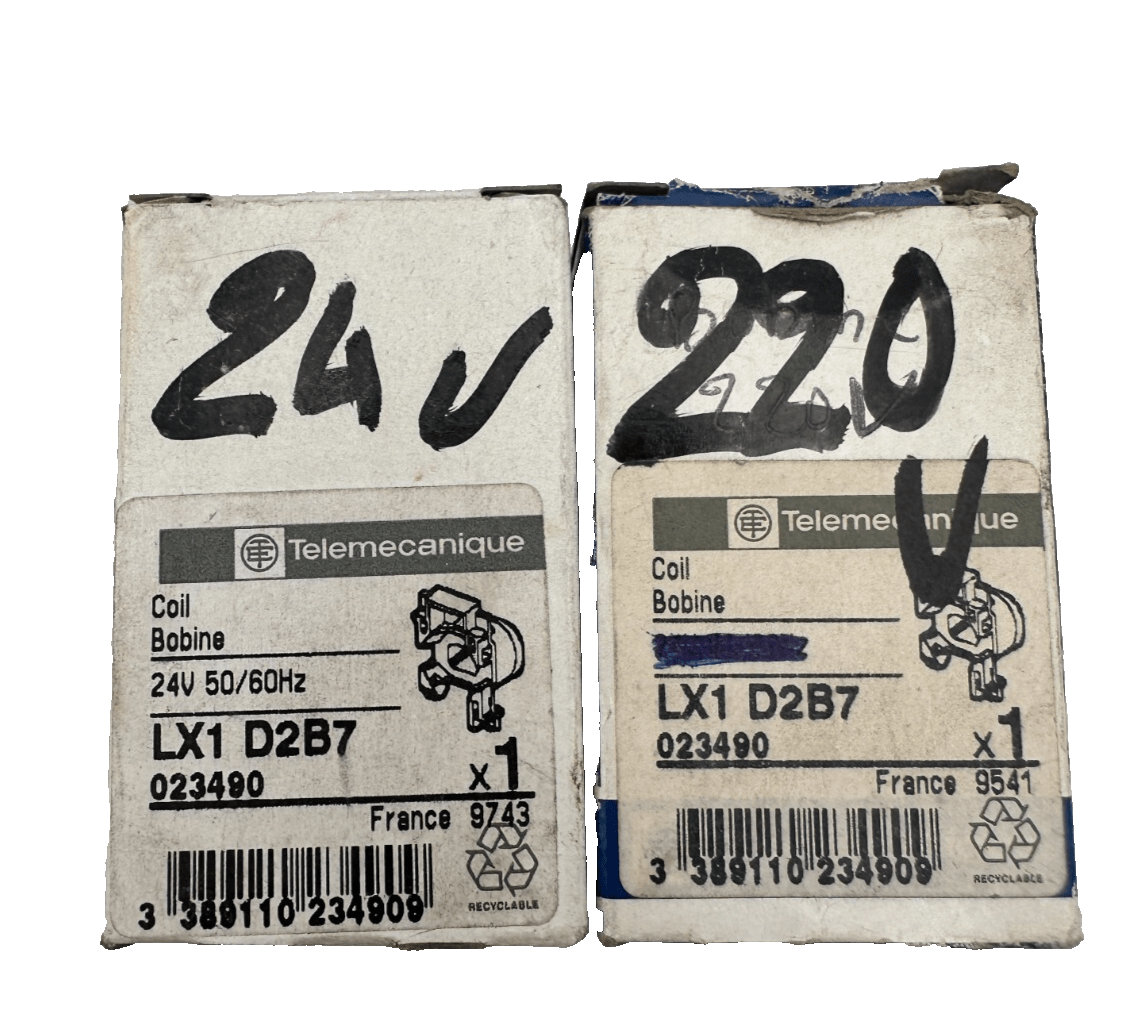 24V
Telemecanique
Coil
Bobine
24V 50/60Hz
LX1 D2B7
023490
x1
France 9743
RECYCLABLE
3 389110 234909
220
220V
V
Telemecanique
Coil
Bobine
LX1 D2B7
023490
x1
France 9541
RECYCLABLE
3 389110 234909